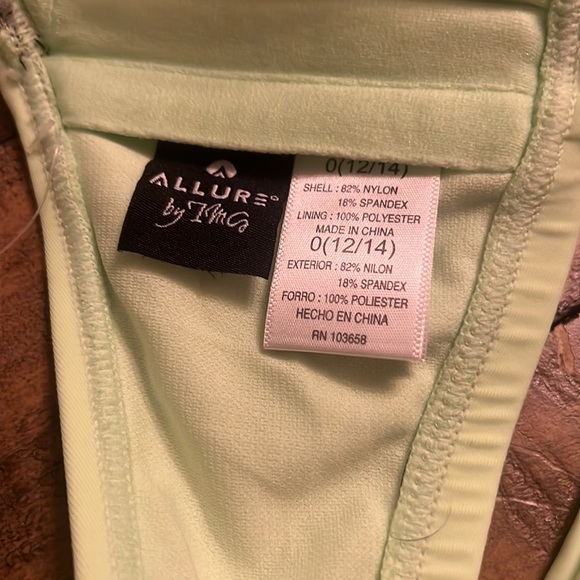 ALLURE
by
0(12/14)
SHELL : 82% NYLON
18% SPANDEX
LINING : 100% POLYESTER
MADE IN CHINA
0(12/14)
EXTERIOR : 82% NILON
18% SPANDEX
FORRO : 100% POLIESTER
HECHO EN CHINA
RN 103658